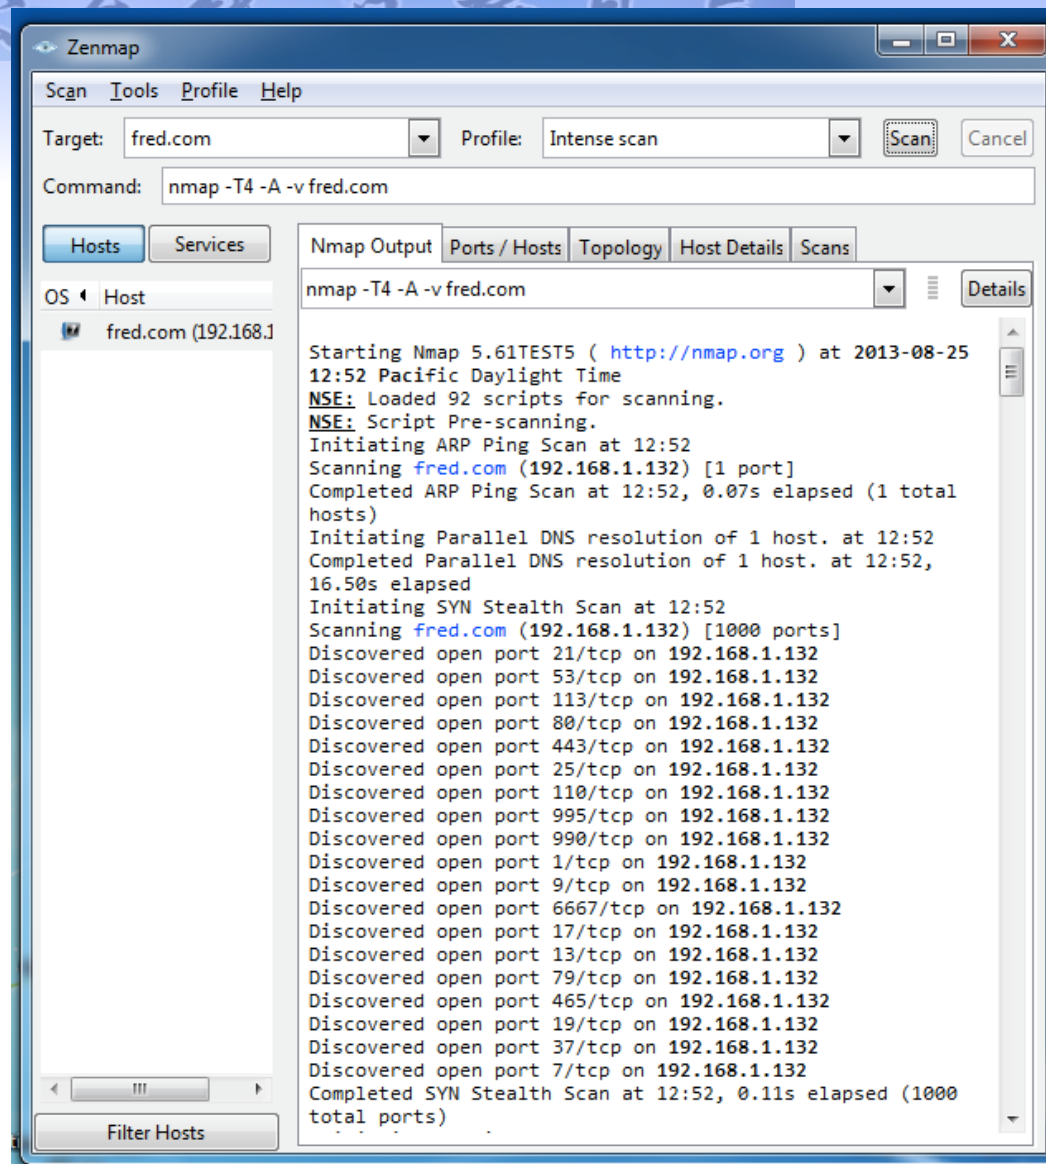 Zenmap
Scan Tools Profile Help
Target: fred.com Profile: Intense scan Scan Cancel
Command: nmap -T4 -A -v fred.com
Hosts Services
Nmap Output Ports / Hosts Topology Host Details Scans
OS Host
fred.com (192.168.1
nmap -T4 -A -v fred.com Details
Starting Nmap 5.61TEST5 ( http://nmap.org ) at 2013-08-25
12:52 Pacific Daylight Time
NSE: Loaded 92 scripts for scanning.
NSE: Script Pre-scanning.
Initiating ARP Ping Scan at 12:52
Scanning fred.com (192.168.1.132) [1 port]
Completed ARP Ping Scan at 12:52, 0.07s elapsed (1 total
hosts)
Initiating Parallel DNS resolution of 1 host. at 12:52
Completed Parallel DNS resolution of 1 host. at 12:52,
16.50s elapsed
Initiating SYN Stealth Scan at 12:52
Scanning fred.com (192.168.1.132) [1000 ports]
Discovered open port 21/tcp on 192.168.1.132
Discovered open port 53/tcp on 192.168.1.132
Discovered open port 113/tcp on 192.168.1.132
Discovered open port 80/tcp on 192.168.1.132
Discovered open port 443/tcp on 192.168.1.132
Discovered open port 25/tcp on 192.168.1.132
Discovered open port 110/tcp on 192.168.1.132
Discovered open port 995/tcp on 192.168.1.132
Discovered open port 990/tcp on 192.168.1.132
Discovered open port 1/tcp on 192.168.1.132
Discovered open port 9/tcp on 192.168.1.132
Discovered open port 6667/tcp on 192.168.1.132
Discovered open port 17/tcp on 192.168.1.132
Discovered open port 13/tcp on 192.168.1.132
Discovered open port 79/tcp on 192.168.1.132
Discovered open port 465/tcp on 192.168.1.132
Discovered open port 19/tcp on 192.168.1.132
Discovered open port 37/tcp on 192.168.1.132
Discovered open port 7/tcp on 192.168.1.132
Completed SYN Stealth Scan at 12:52, 0.11s elapsed (1000
total ports)
Filter Hosts